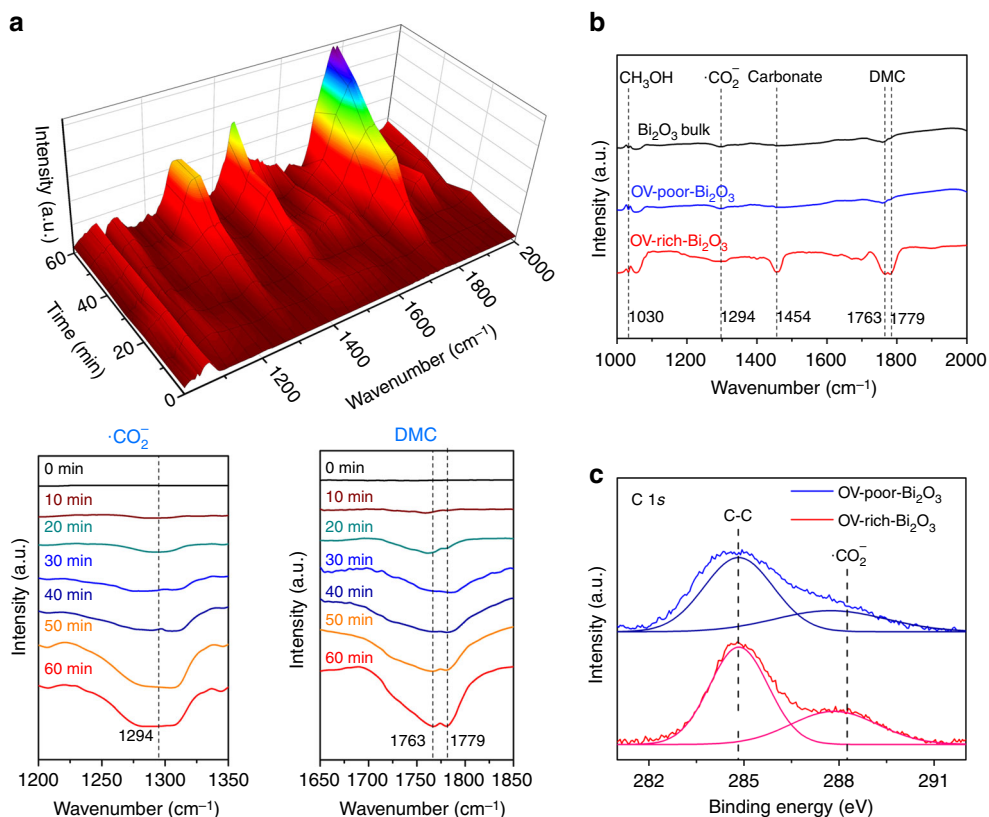 a
Intensity (a.u.)
60
40
20
0
Time (min)
1200
1400
1600
1800
2000
Wavenumber (cm⁻¹)
·CO₂⁻
0 min
10 min
20 min
30 min
40 min
50 min
60 min
1294
Intensity (a.u.)
1200 1250 1300 1350
Wavenumber (cm⁻¹)
DMC
0 min
10 min
20 min
30 min
40 min
50 min
60 min
1763 1779
Intensity (a.u.)
1650 1700 1750 1800 1850
Wavenumber (cm⁻¹)
b
CH₃OH ·CO₂⁻ Carbonate DMC
Bi₂O₃ bulk
OV-poor-Bi₂O₃
OV-rich-Bi₂O₃
1030 1294 1454 1763 1779
Intensity (a.u.)
1000 1200 1400 1600 1800 2000
Wavenumber (cm⁻¹)
c
C 1s
OV-poor-Bi₂O₃
OV-rich-Bi₂O₃
C-C
·CO₂⁻
Intensity (a.u.)
282 285 288 291
Binding energy (eV)